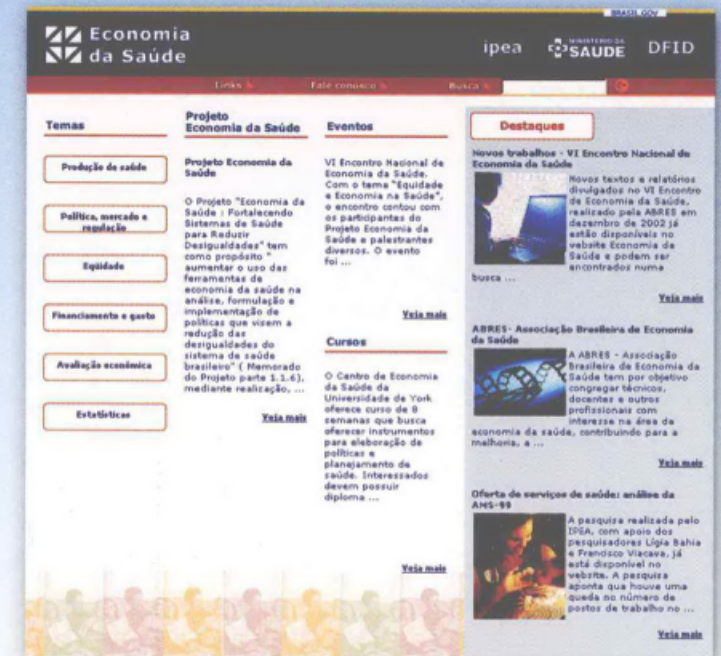 BRASIL GOV
Economia
da Saúde
ipea
MINISTÉRIO DA
SAÚDE
DFID
Links
Fale conosco
Busca
Temas
Produção de saúde
Política, mercado e
regulação
Eqüidade
Financiamento e gasto
Avaliação econômica
Estatísticas
Projeto
Economia da Saúde
Projeto Economia da
Saúde
O Projeto "Economia da
Saúde : Fortalecendo
Sistemas de Saúde
para Reduzir
Desigualdades" tem
como propósito "
aumentar o uso das
ferramentas de
economia da saúde na
análise, formulação e
implementação de
políticas que visem a
redução das
desigualdades do
sistema de saúde
brasileiro" ( Memorado
do Projeto parte 1.1.6),
mediante realização, ...
Veja mais
Eventos
VI Encontro Nacional de
Economia da Saúde.
Com o tema "Equidade
e Economia na Saúde",
o encontro contou com
os participantes do
Projeto Economia da
Saúde e palestrantes
diversos. O evento
foi ...
Veja mais
Cursos
O Centro de Economia
da Saúde da
Universidade de York
oferece curso de 8
semanas que busca
oferecer instrumentos
para elaboração de
políticas e
planejamento de
saúde. Interessados
devem possuir
diploma ...
Veja mais
Destaques
Novos trabalhos - VI Encontro Nacional de
Economia da Saúde
Novos textos e relatórios
divulgados no VI Encontro
de Economia da Saúde,
realizado pela ABRES em
dezembro de 2002 já
estão disponíveis no
website Economia da
Saúde e podem ser
encontrados numa
busca ...
Veja mais
ABRES- Associação Brasileira de Economia
da Saúde
A ABRES - Associação
Brasileira de Economia da
Saúde tem por objetivo
congregar técnicos,
docentes e outros
profissionais com
interesse na área de
economia da saúde, contribuindo para a
melhoria, a ...
Veja mais
Oferta de serviços de saúde: análise da
AMS-99
A pesquisa realizada pelo
IPEA, com apoio dos
pesquisadores Lígia Bahia
e Francisco Viacava, já
está disponível no
website. A pesquisa
aponta que houve uma
queda no número de
postos de trabalho no ...
Veja mais